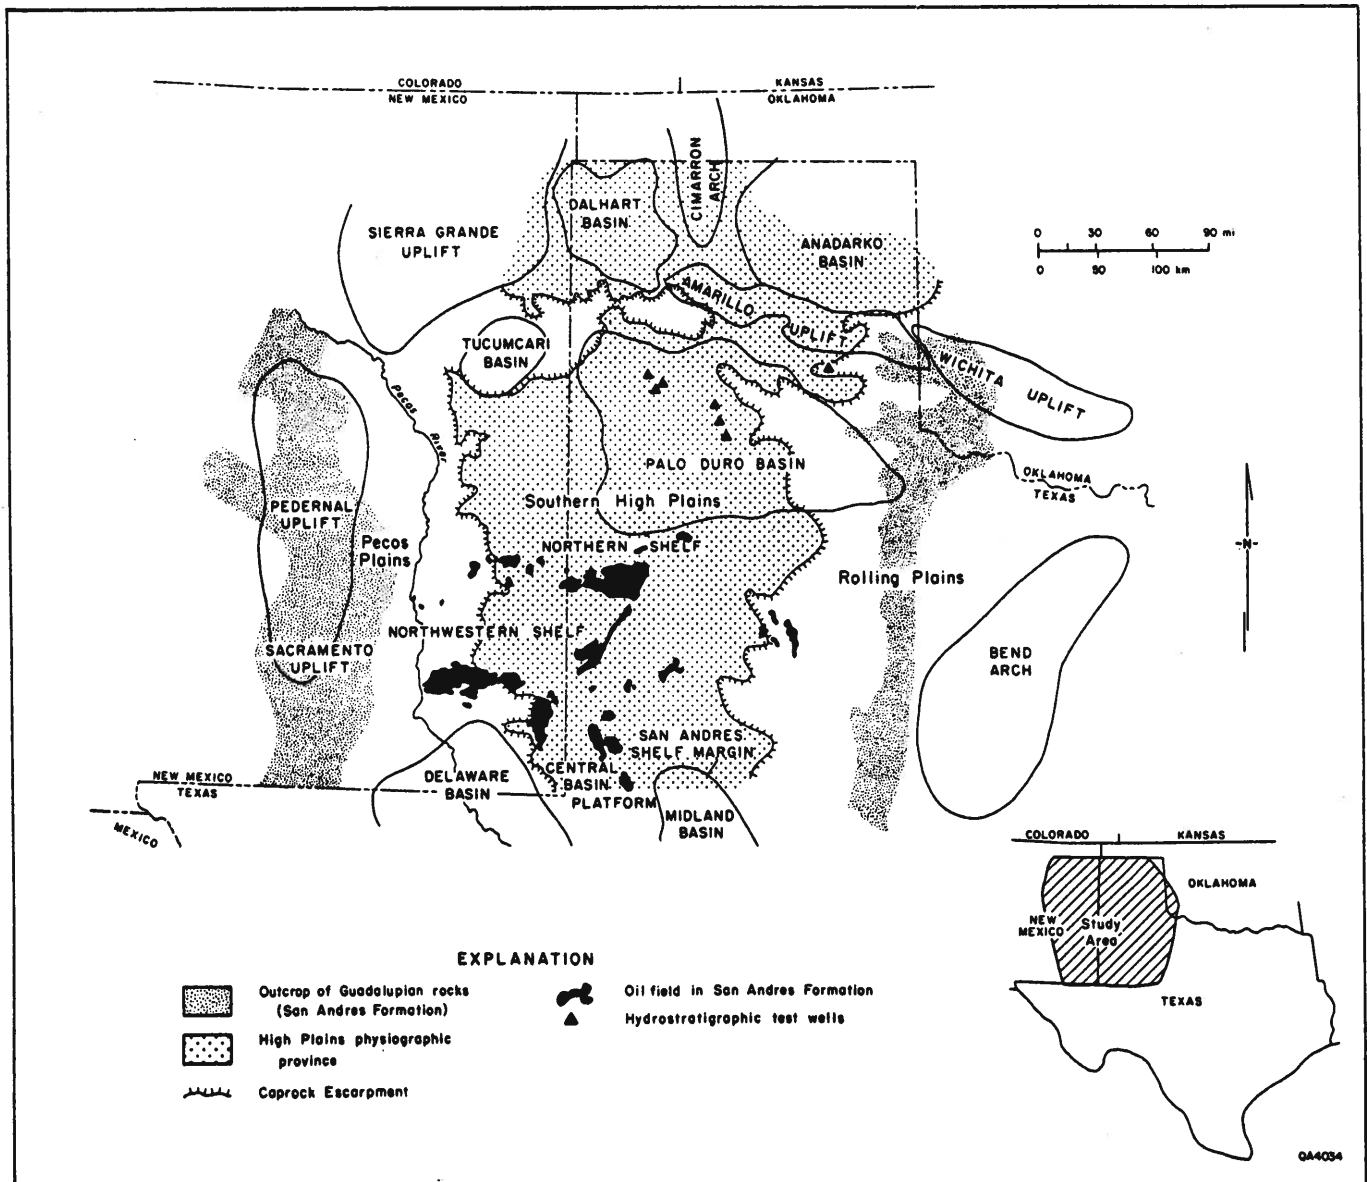 COLORADO
KANSAS
NEW MEXICO
OKLAHOMA
CIMARRON
ARCH
DALHART
BASIN
SIERRA GRANDE
UPLIFT
ANADARKO
BASIN
0 30 60 90 mi
0 50 100 km
AMARILLO
UPLIFT
TUCUMCARI
BASIN
WICHITA
UPLIFT
Pecos
River
PALO DURO BASIN
OKLAHOMA
TEXAS
Southern High Plains
PEDERNAL
UPLIFT
Pecos
Plains
NORTHERN SHELF
-N-
Rolling Plains
NORTHWESTERN SHELF
SACRAMENTO
UPLIFT
BEND
ARCH
SAN ANDRES
SHELF MARGIN
NEW MEXICO
TEXAS
DELAWARE
BASIN
CENTRAL
BASIN
PLATFORM
MIDLAND
BASIN
MEXICO
COLORADO
KANSAS
OKLAHOMA
NEW
MEXICO
Study
Area
TEXAS
EXPLANATION
Outcrop of Guadalupian rocks
(San Andres Formation)
High Plains physiographic
province
Caprock Escarpment
Oil field in San Andres Formation
Hydrostratigraphic test wells
QA4034